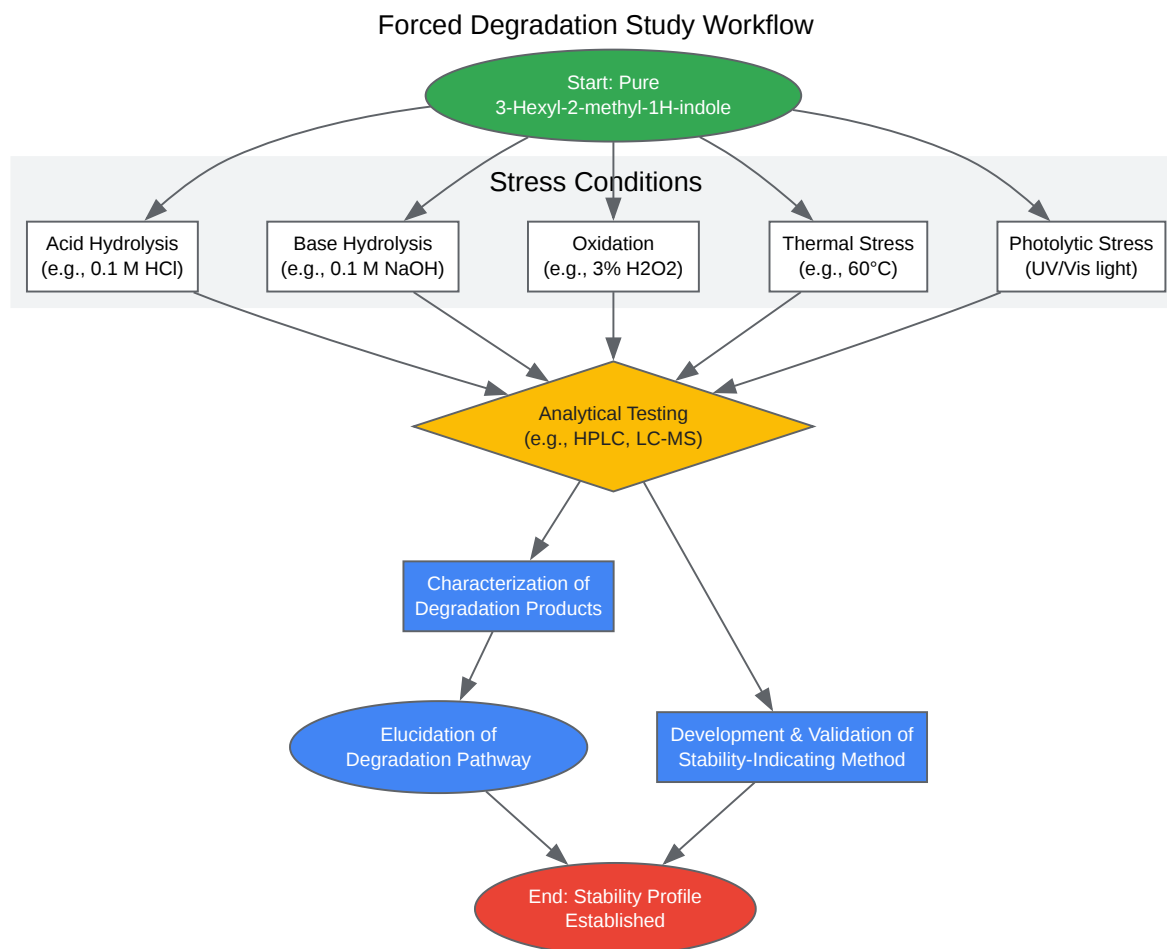 Forced Degradation Study Workflow
Start: Pure
3-Hexyl-2-methyl-1H-indole
Stress Conditions
Acid Hydrolysis
(e.g., 0.1 M HCl)
Base Hydrolysis
(e.g., 0.1 M NaOH)
Oxidation
(e.g., 3% H2O2)
Thermal Stress
(e.g., 60°C)
Photolytic Stress
(UV/Vis light)
Analytical Testing
(e.g., HPLC, LC-MS)
Characterization of
Degradation Products
Elucidation of
Degradation Pathway
Development & Validation of
Stability-Indicating Method
End: Stability Profile
Established